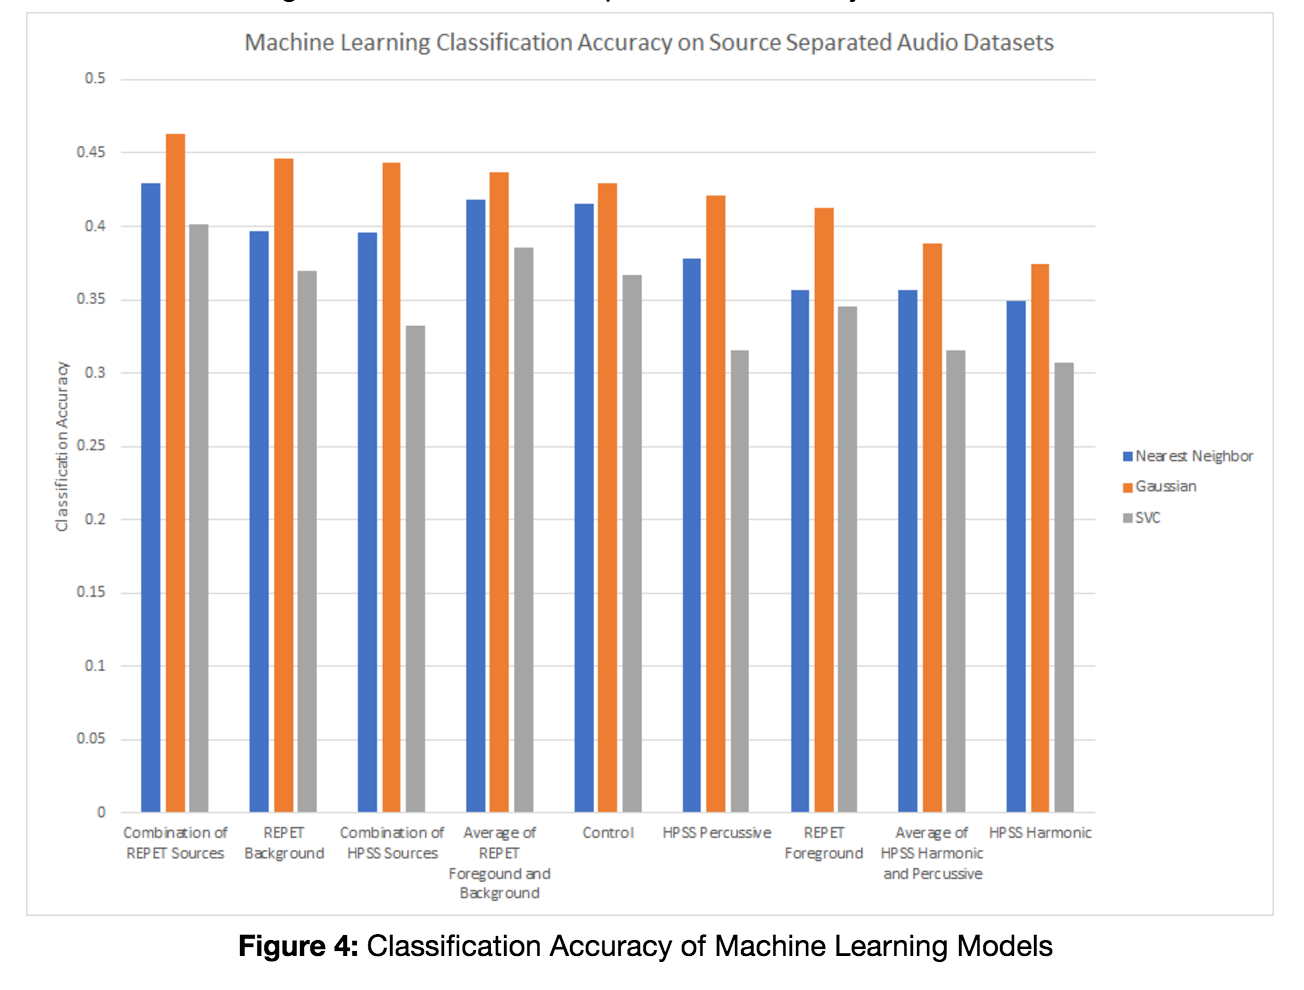 Machine Learning Classification Accuracy on Source Separated Audio Datasets
0.5
0.45
0.4
0.35
0.3
0.25
0.2
0.15
0.1
0.05
0
Classification Accuracy
Combination of
REPET Sources
REPET
Background
Combination of
HPSS Sources
Average of
REPET
Foregound and
Background
Control
HPSS Percussive
REPET
Foreground
Average of
HPSS Harmonic
and Percussive
HPSS Harmonic
Nearest Neighbor
Gaussian
SVC
Figure 4: Classification Accuracy of Machine Learning Models